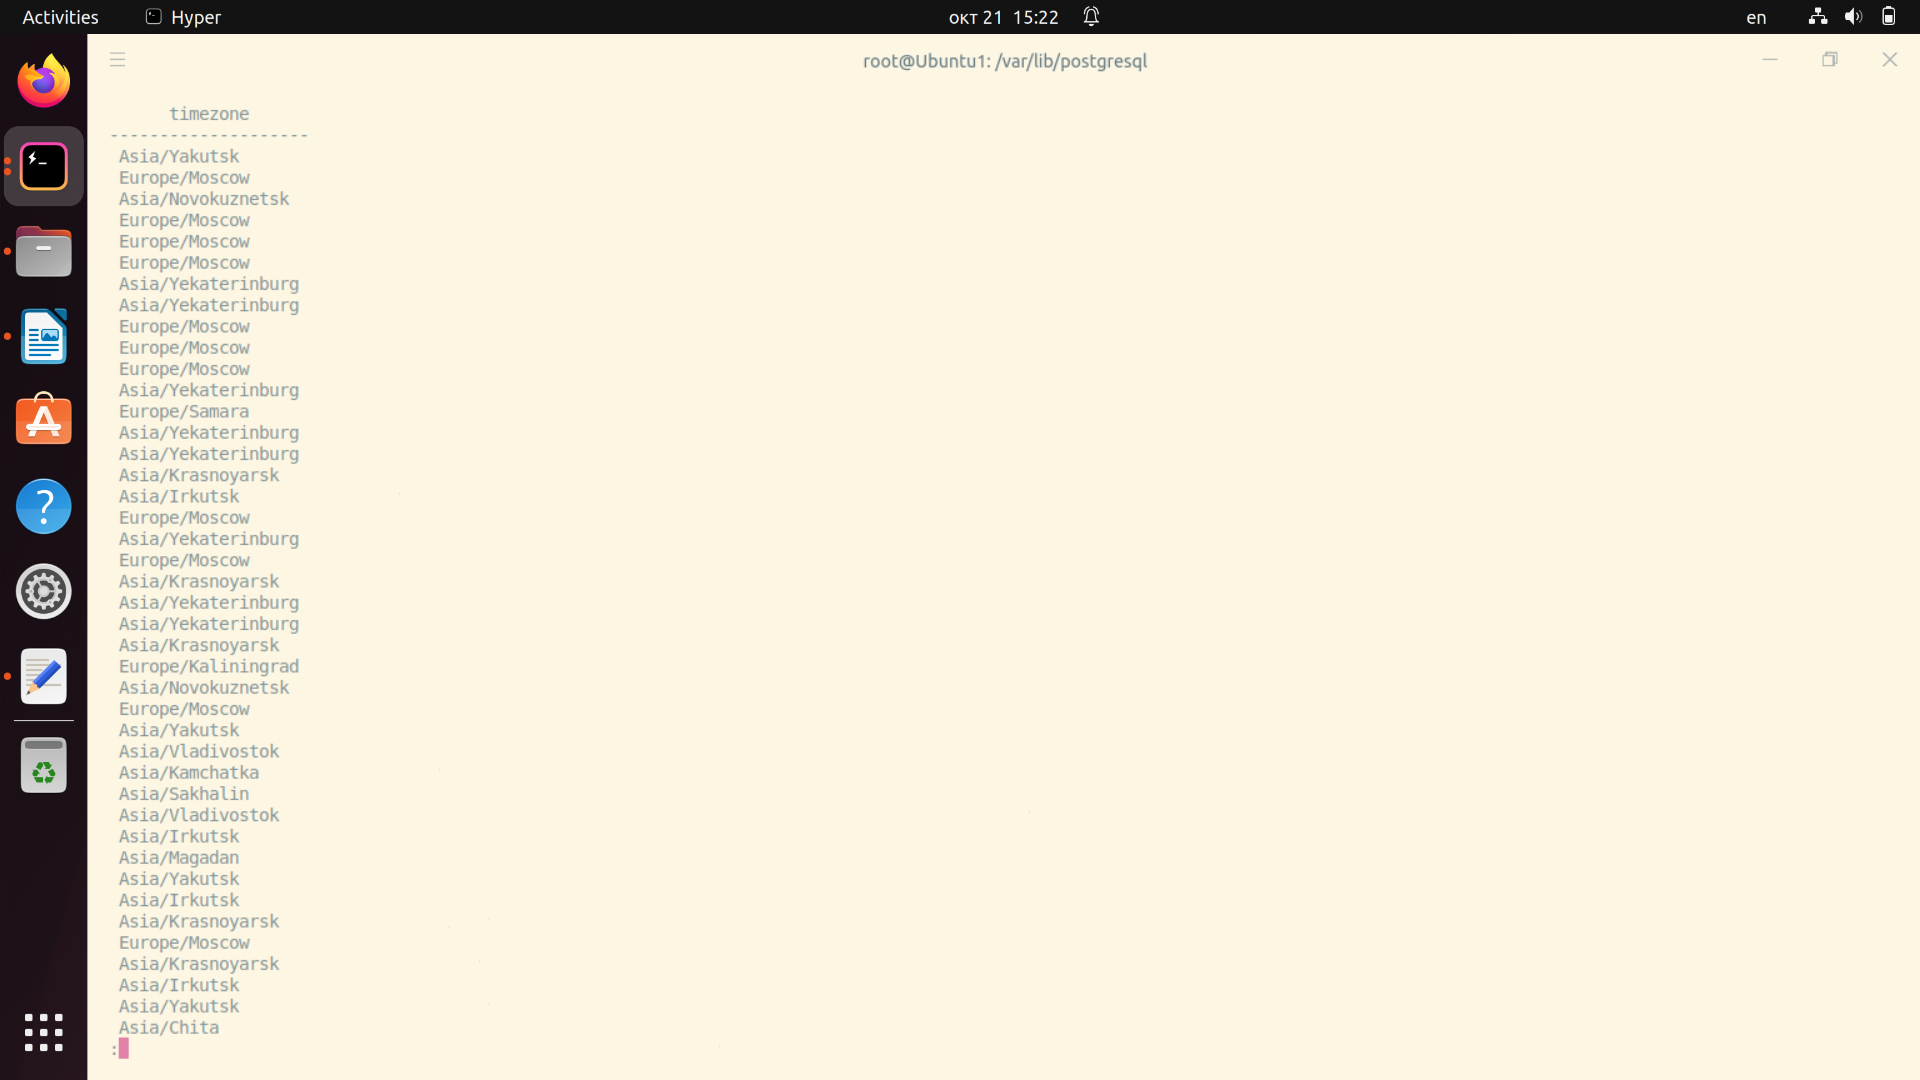 Activities
Hyper
окт 21 15:22
en
root@Ubuntu1: /var/lib/postgresql
timezone
--------------------
Asia/Yakutsk
Europe/Moscow
Asia/Novokuznetsk
Europe/Moscow
Europe/Moscow
Europe/Moscow
Asia/Yekaterinburg
Asia/Yekaterinburg
Europe/Moscow
Europe/Moscow
Europe/Moscow
Asia/Yekaterinburg
Europe/Samara
Asia/Yekaterinburg
Asia/Yekaterinburg
Asia/Krasnoyarsk
Asia/Irkutsk
Europe/Moscow
Asia/Yekaterinburg
Europe/Moscow
Asia/Krasnoyarsk
Asia/Yekaterinburg
Asia/Yekaterinburg
Asia/Krasnoyarsk
Europe/Kaliningrad
Asia/Novokuznetsk
Europe/Moscow
Asia/Yakutsk
Asia/Vladivostok
Asia/Kamchatka
Asia/Sakhalin
Asia/Vladivostok
Asia/Irkutsk
Asia/Magadan
Asia/Yakutsk
Asia/Irkutsk
Asia/Krasnoyarsk
Europe/Moscow
Asia/Krasnoyarsk
Asia/Irkutsk
Asia/Yakutsk
Asia/Chita
: